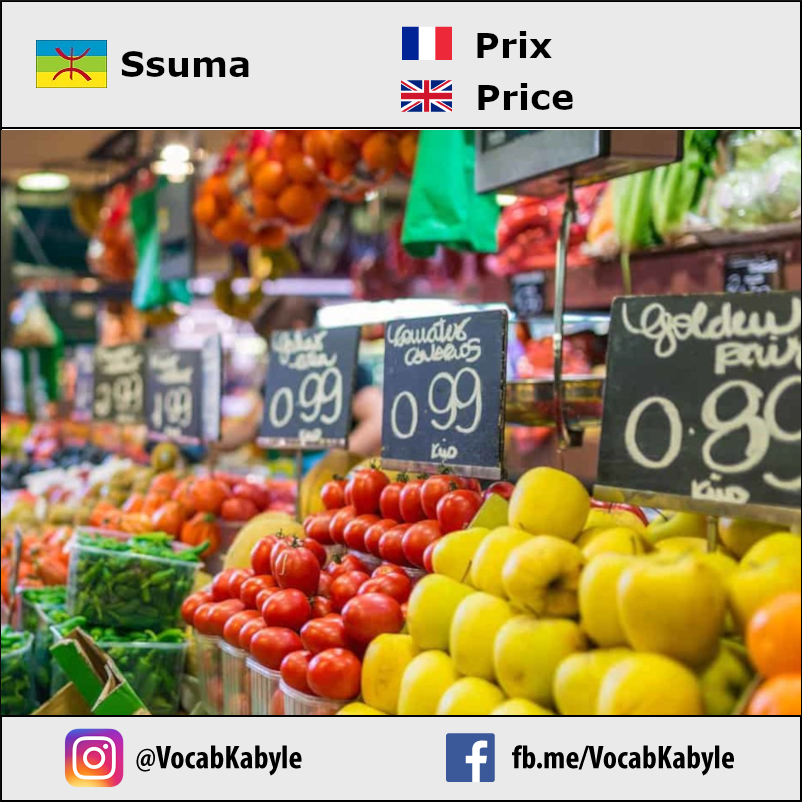 Ssuma
Prix
Price
Golden
0.89
Kilo
Tomates
0.99
Kilo
0.99
@VocabKabyle
fb.me/VocabKabyle